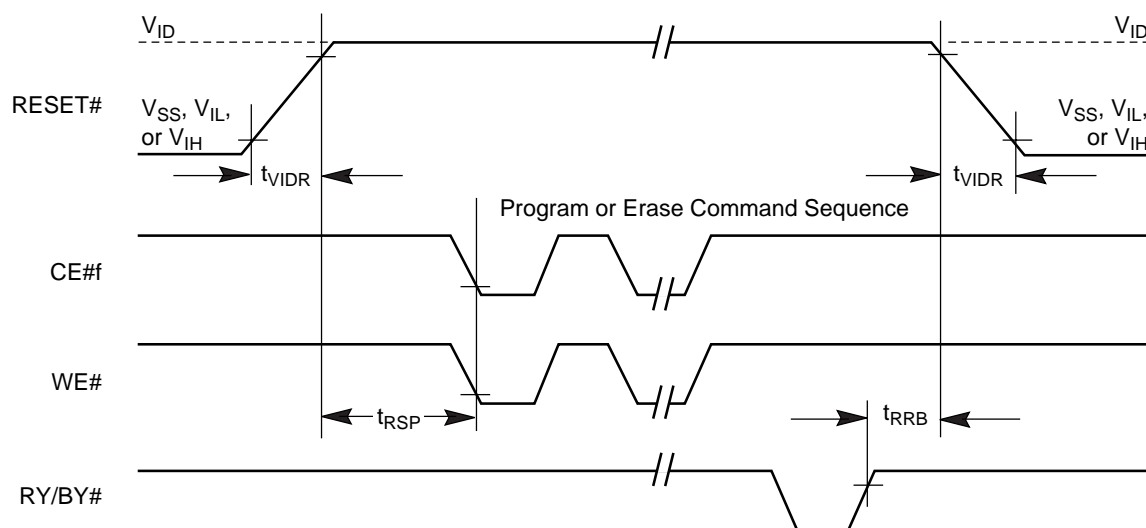 VID
VID
RESET#
VSS, VIL,
or VIH
VSS, VIL,
or VIH
tVIDR
tVIDR
Program or Erase Command Sequence
CE#f
WE#
tRSP
tRRB
RY/BY#